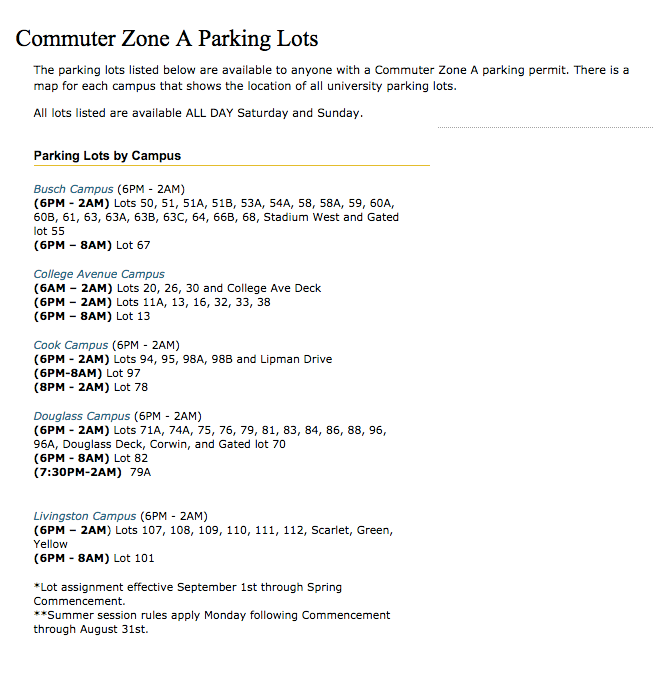 Commuter Zone A Parking Lots
The parking lots listed below are available to anyone with a Commuter Zone A parking permit. There is a
map for each campus that shows the location of all university parking lots.
All lots listed are available ALL DAY Saturday and Sunday.
Parking Lots by Campus
Busch Campus (6PM - 2AM)
(6PM - 2AM) Lots 50, 51, 51A, 51B, 53A, 54A, 58, 58A, 59, 60A,
60B, 61, 63, 63A, 63B, 63C, 64, 66B, 68, Stadium West and Gated
lot 55
(6PM – 8AM) Lot 67
College Avenue Campus
(6AM – 2AM) Lots 20, 26, 30 and College Ave Deck
(6PM – 2AM) Lots 11A, 13, 16, 32, 33, 38
(6PM – 8AM) Lot 13
Cook Campus (6PM - 2AM)
(6PM - 2AM) Lots 94, 95, 98A, 98B and Lipman Drive
(6PM-8AM) Lot 97
(8PM - 2AM) Lot 78
Douglass Campus (6PM - 2AM)
(6PM - 2AM) Lots 71A, 74A, 75, 76, 79, 81, 83, 84, 86, 88, 96,
96A, Douglass Deck, Corwin, and Gated lot 70
(6PM - 8AM) Lot 82
(7:30PM-2AM) 79A
Livingston Campus (6PM - 2AM)
(6PM – 2AM) Lots 107, 108, 109, 110, 111, 112, Scarlet, Green,
Yellow
(6PM - 8AM) Lot 101
*Lot assignment effective September 1st through Spring
Commencement.
**Summer session rules apply Monday following Commencement
through August 31st.